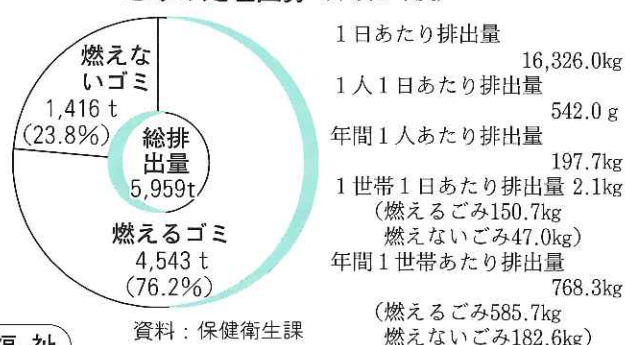 燃えな
いゴミ
1,416 t
(23.8%)
総排
出量
5,959t
燃えるゴミ
4,543 t
(76.2%)
資料：保健衛生課
1日あたり排出量
16,326.0kg
1人1日あたり排出量
542.0 g
年間1人あたり排出量
197.7kg
1世帯1日あたり排出量 2.1kg
(燃えるごみ150.7kg
燃えないごみ47.0kg)
年間1世帯あたり排出量
768.3kg
(燃えるごみ585.7kg
燃えないごみ182.6kg)
福 祉